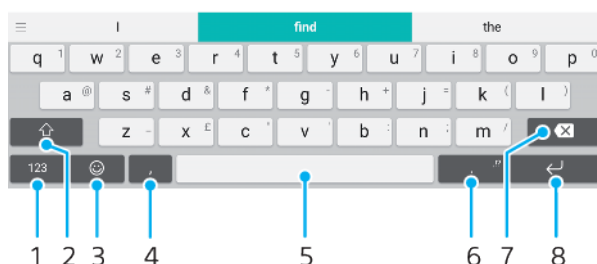 I find the
q 1 w 2 e 3 r 4 t 5 y 6 u 7 i 8 o 9 p 0
a @ s # d & f * g - h + j = k ( l )
z _ x £ c " v ' b : n ; m /
123 , . ,"
1 2 3 4 5 6 7 8